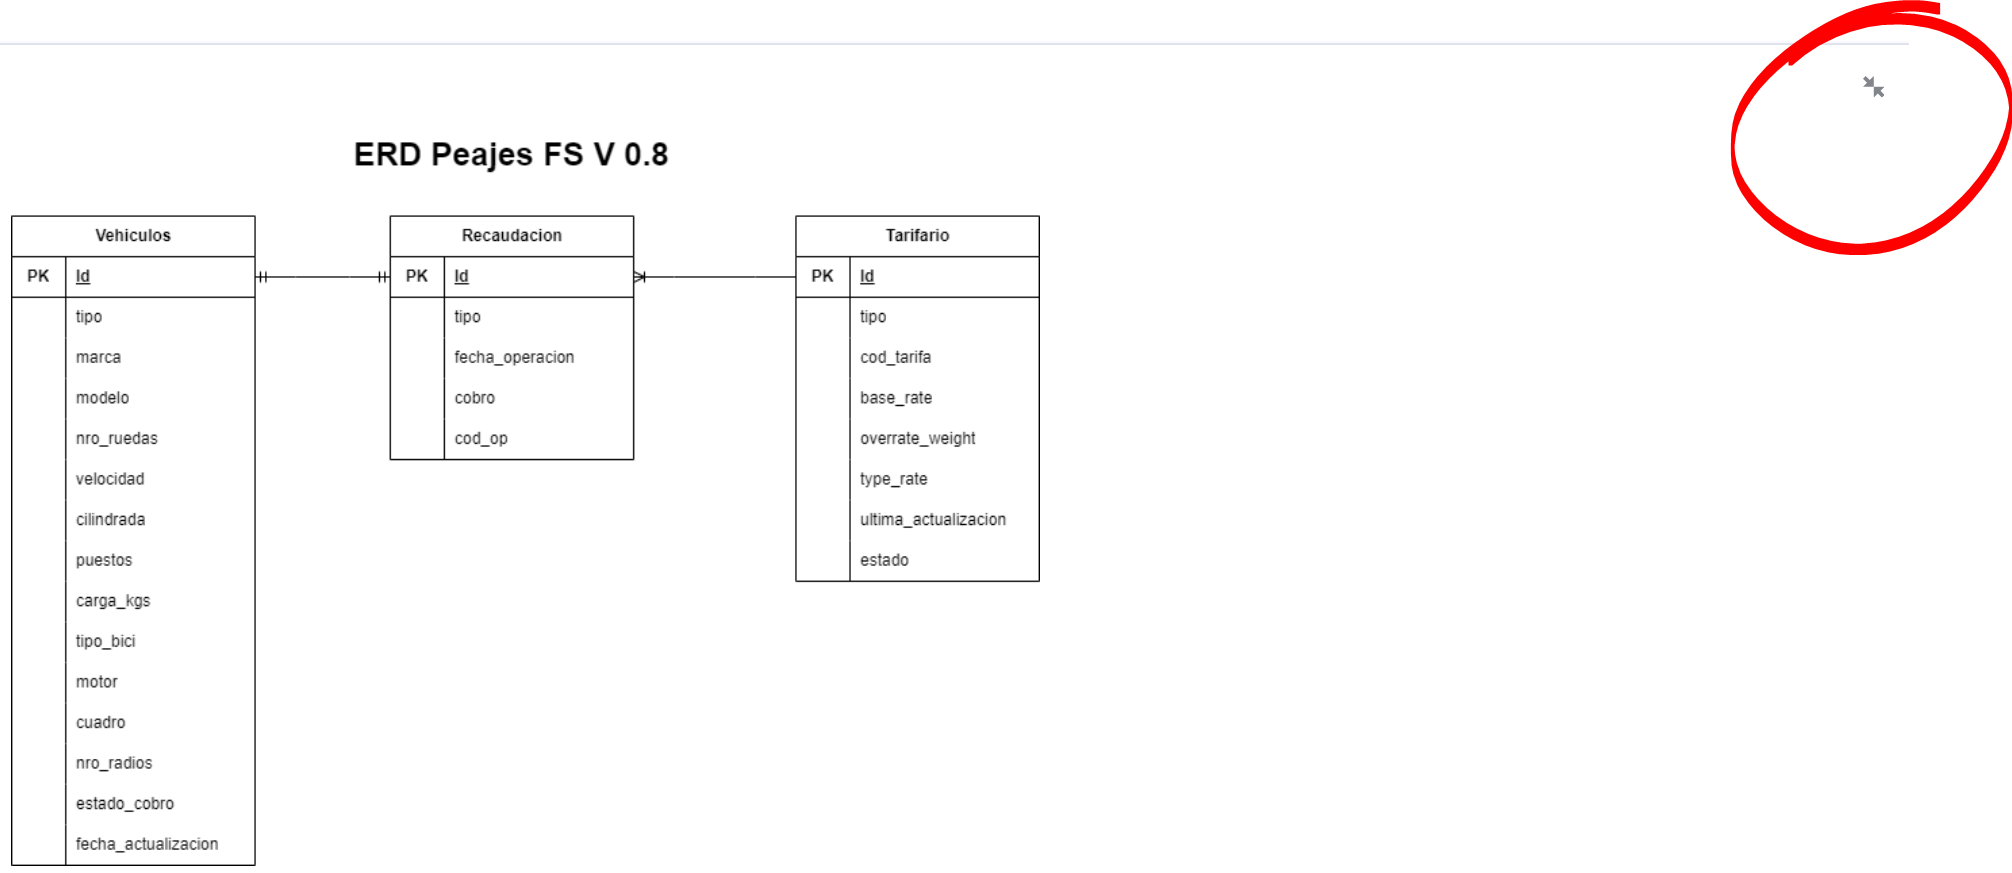 ERD Peajes FS V 0.8
Vehiculos
PK Id
tipo
marca
modelo
nro_ruedas
velocidad
cilindrada
puestos
carga_kgs
tipo_bici
motor
cuadro
nro_radios
estado_cobro
fecha_actualizacion
Recaudacion
PK Id
tipo
fecha_operacion
cobro
cod_op
Tarifario
PK Id
tipo
cod_tarifa
base_rate
overrate_weight
type_rate
ultima_actualizacion
estado